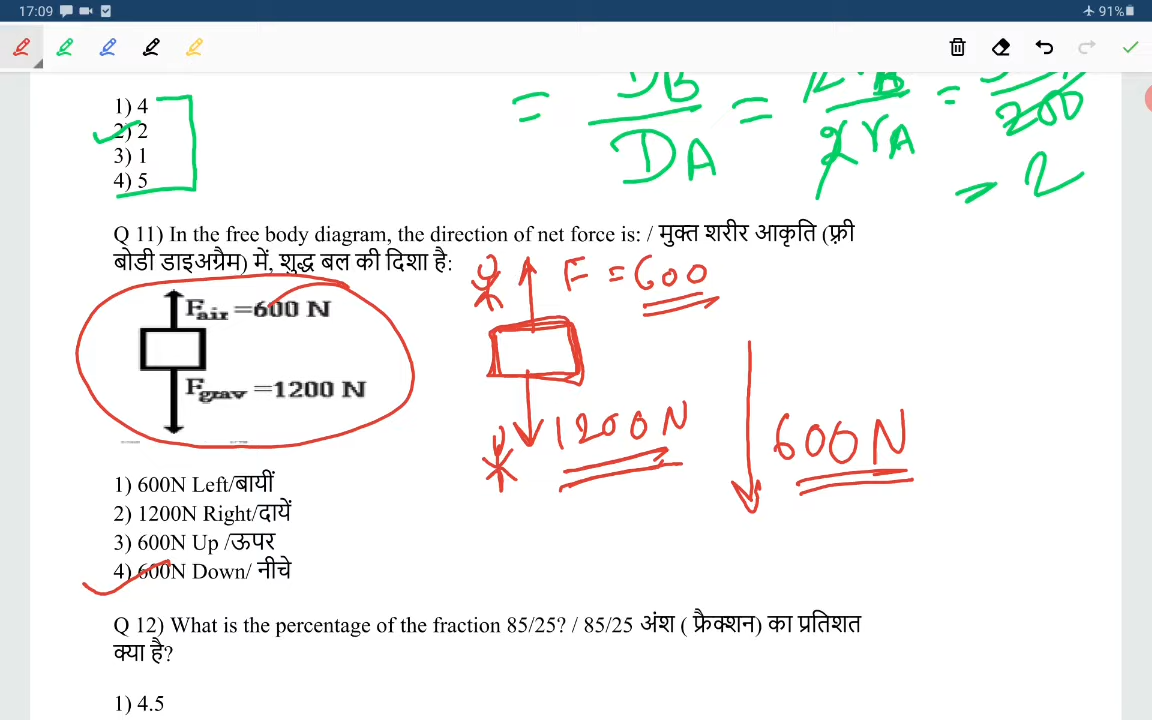 17:09
91%
1) 4
2) 2
3) 1
4) 5
= DB/DA = = 200
2 rA
= 2
Q 11) In the free body diagram, the direction of net force is: / मुक्त शरीर आकृति (फ़्री
बोडी डाइअग्रैम) में, शुद्ध बल की दिशा है:
F = 600
Fair =600 N
Fgrav =1200 N
1200N
600N
1) 600N Left/बायीं
2) 1200N Right/दायें
3) 600N Up /ऊपर
4) 600N Down/ नीचे
Q 12) What is the percentage of the fraction 85/25? / 85/25 अंश ( फ्रैक्शन) का प्रतिशत
क्या है?
1) 4.5